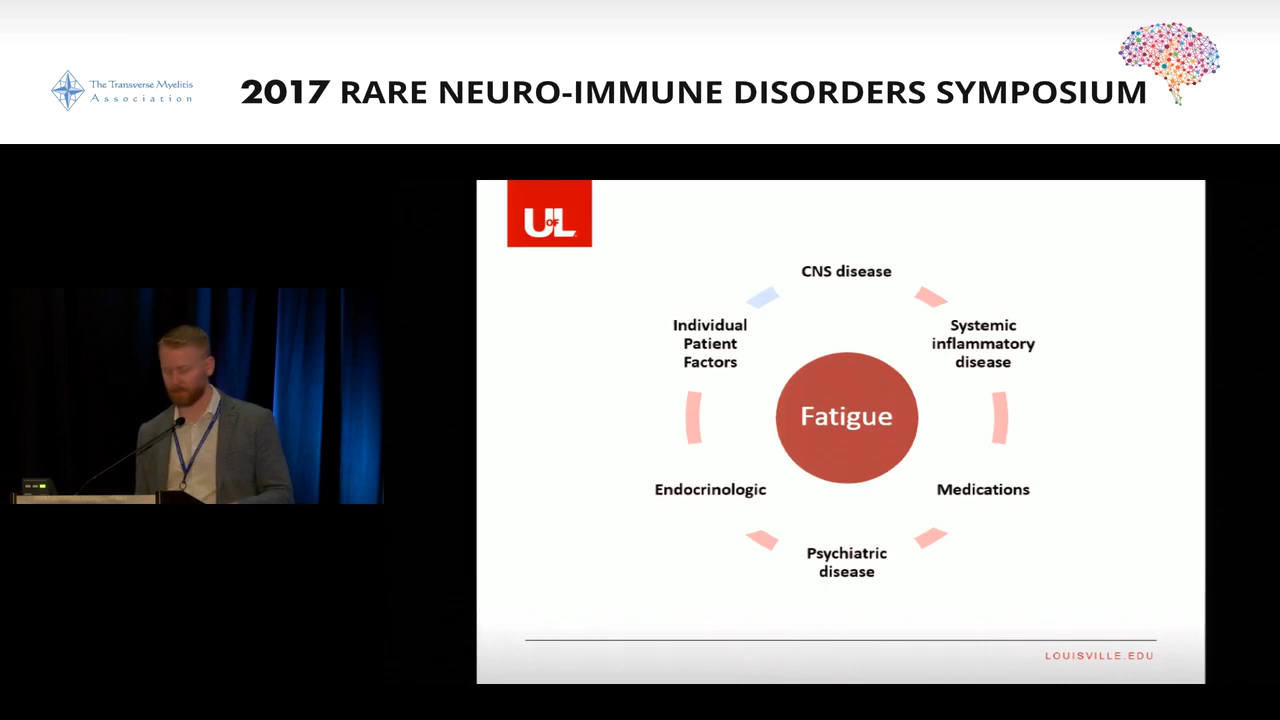 The Transverse Myelitis
Association
2017 RARE NEURO-IMMUNE DISORDERS SYMPOSIUM
UOFL
CNS disease
Individual
Patient
Factors
Systemic
inflammatory
disease
Fatigue
Endocrinologic
Medications
Psychiatric
disease
LOUISVILLE.EDU